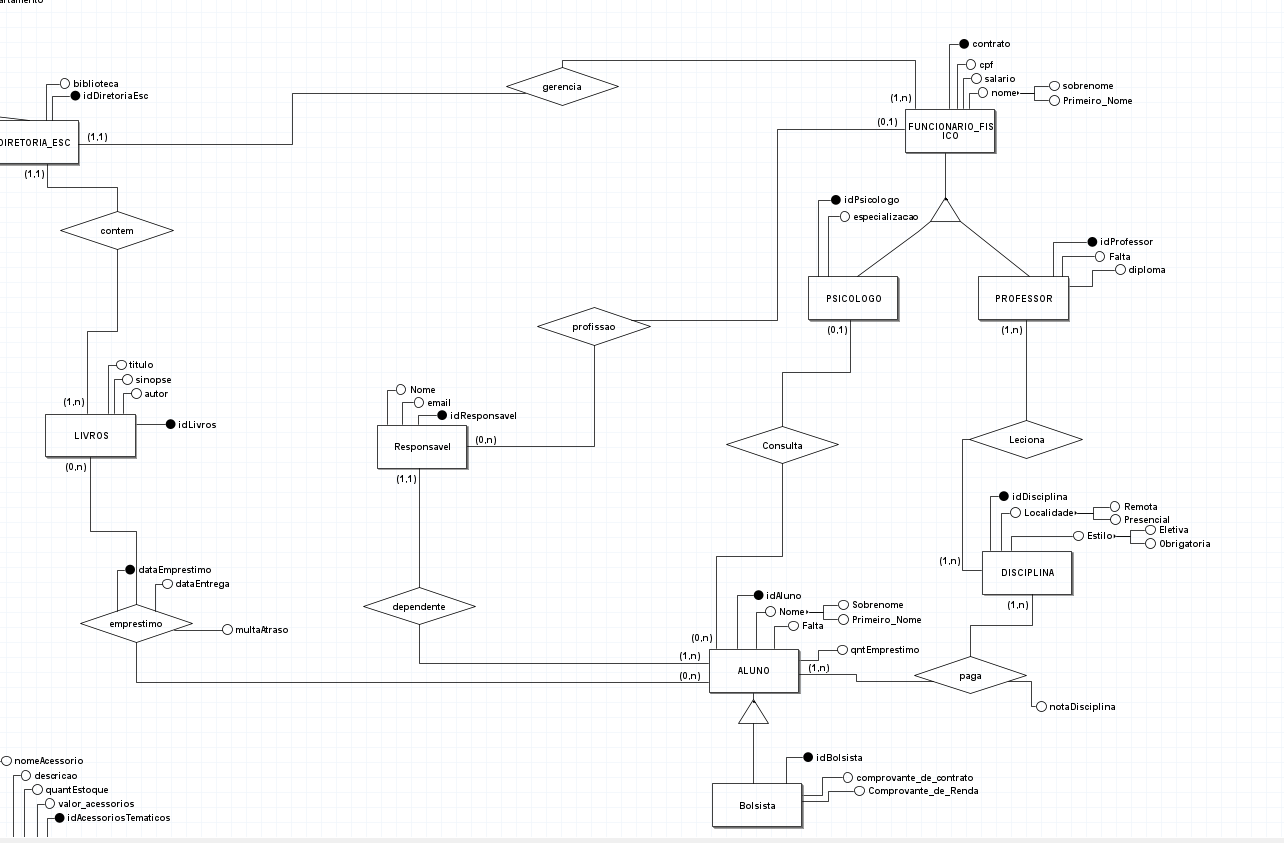 contrato
cpf
salario
nome
sobrenome
Primeiro_Nome
biblioteca
idDiretoriaEsc
gerencia
(1,n)
(0,1)
FUNCIONARIO_FIS
ICO
DIRETORIA_ESC
(1,1)
(1,1)
idPsicologo
especializacao
contem
idProfessor
Falta
diploma
PSICOLOGO
PROFESSOR
(0,1)
(1,n)
profissao
titulo
sinopse
autor
(1,n)
idLivros
LIVROS
(0,n)
Nome
email
idResponsavel
Responsavel
(0,n)
(1,1)
Consulta
Leciona
idDisciplina
Localidade
Remota
Presencial
Estilo
Eletiva
Obrigatoria
(1,n)
DISCIPLINA
(1,n)
dataEmprestimo
dataEntrega
emprestimo
multaAtraso
dependente
idAluno
Nome
Sobrenome
Primeiro_Nome
Falta
(0,n)
(1,n)
(0,n)
ALUNO
qntEmprestimo
(1,n)
paga
notaDisciplina
idBolsista
comprovante_de_contrato
Comprovante_de_Renda
Bolsista
nomeAcessorio
descricao
quantEstoque
valor_acessorios
idAcessoriosTematicos